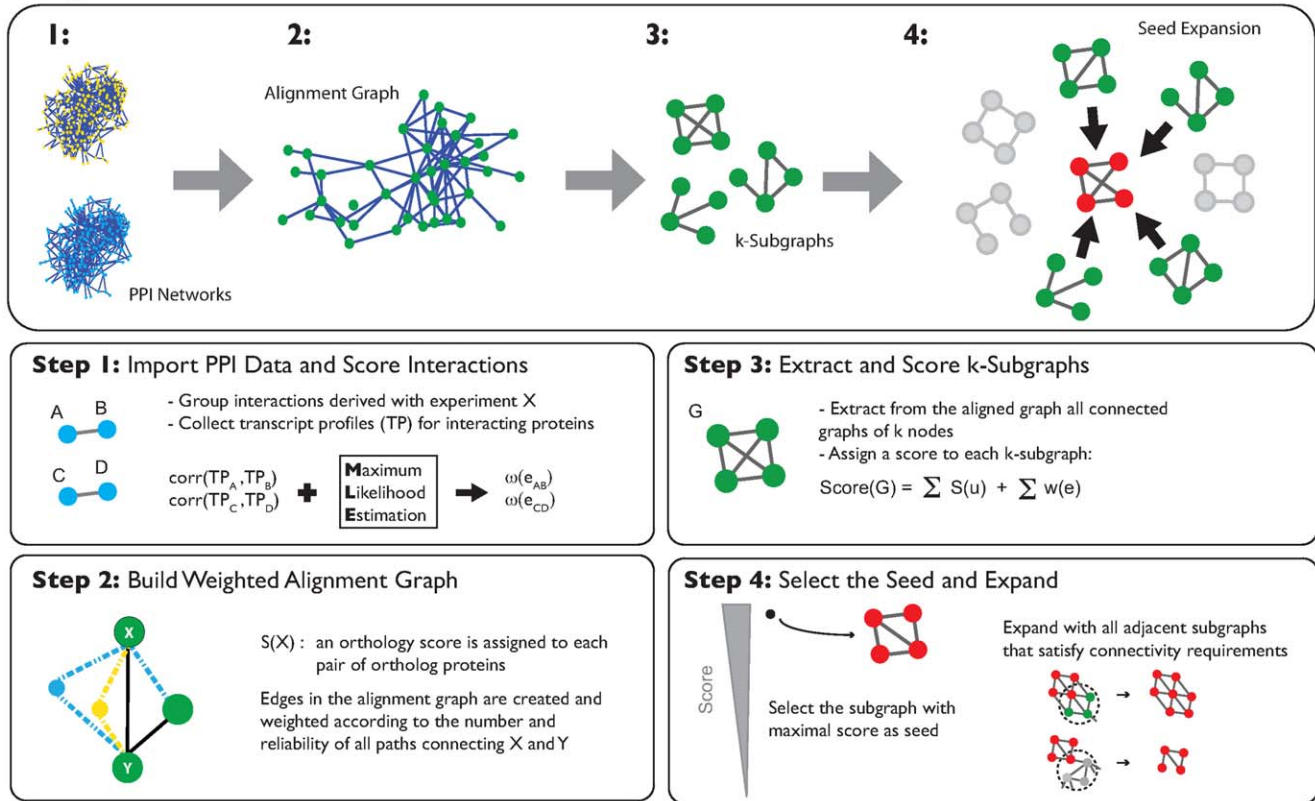 1:
2:
3:
4:
Seed Expansion
Alignment Graph
k-Subgraphs
PPI Networks
Step 1: Import PPI Data and Score Interactions
A B
- Group interactions derived with experiment X
- Collect transcript profiles (TP) for interacting proteins
C D
corr(TP_A,TP_B)
corr(TP_C,TP_D)
Maximum
Likelihood
Estimation
ω(e_AB)
ω(e_CD)
Step 2: Build Weighted Alignment Graph
X
Y
S(X) : an orthology score is assigned to each
pair of ortholog proteins
Edges in the alignment graph are created and
weighted according to the number and
reliability of all paths connecting X and Y
Step 3: Extract and Score k-Subgraphs
G
- Extract from the aligned graph all connected
graphs of k nodes
- Assign a score to each k-subgraph:
Score(G) = ∑ S(u) + ∑ w(e)
Step 4: Select the Seed and Expand
Score
Select the subgraph with
maximal score as seed
Expand with all adjacent subgraphs
that satisfy connectivity requirements